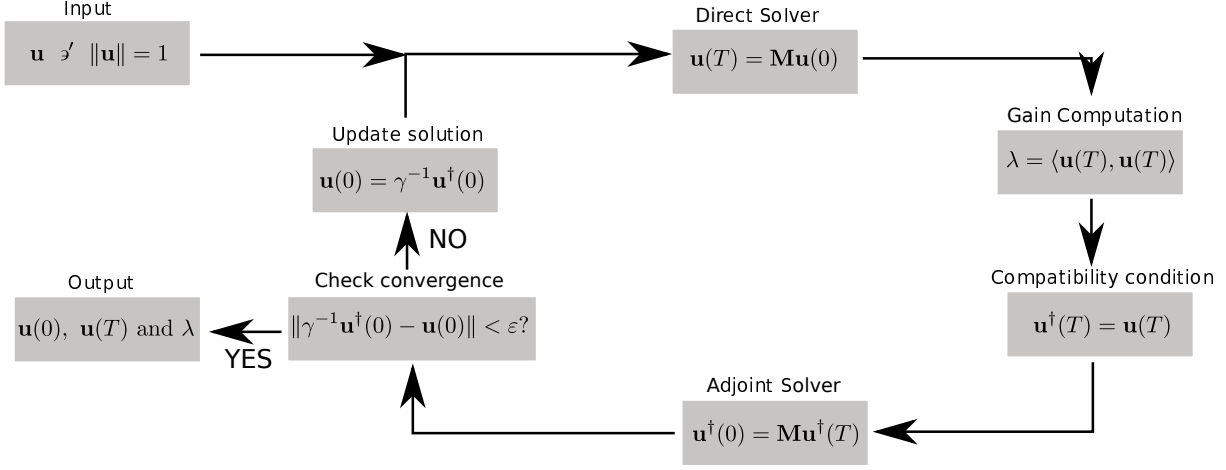 Input
u ∍′ ‖u‖ = 1
Direct Solver
u(T) = Mu(0)
Gain Computation
λ = ⟨u(T), u(T)⟩
Compatibility condition
u†(T) = u(T)
Adjoint Solver
u†(0) = Mu†(T)
Check convergence
‖γ⁻¹u†(0) − u(0)‖ < ε?
NO
Update solution
u(0) = γ⁻¹u†(0)
YES
Output
u(0), u(T) and λ